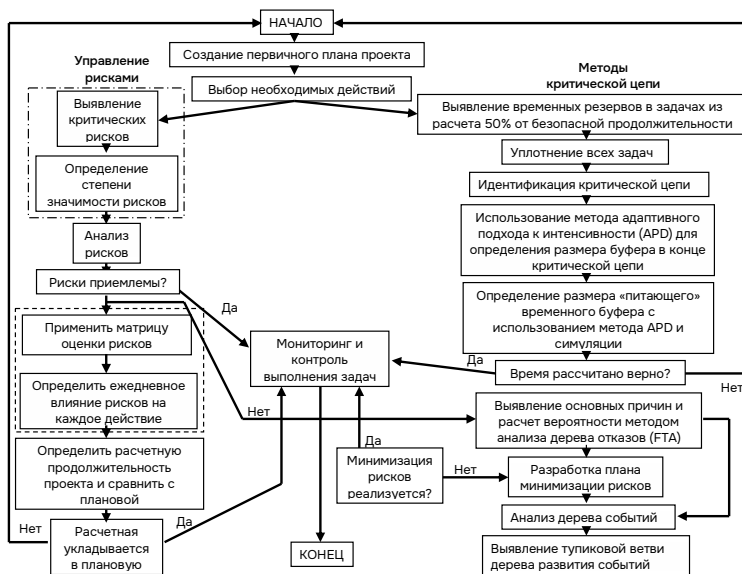 НАЧАЛО
Создание первичного плана проекта
Выбор необходимых действий
Управление
рисками
Выявление
критических
рисков
Определение
степени
значимости рисков
Анализ
рисков
Риски приемлемы?
Да
Применить матрицу
оценки рисков
Определить ежедневное
влияние рисков на
каждое действие
Определить расчетную
продолжительность
проекта и сравнить с
плановой
Нет
Расчетная
укладывается
в плановую
Да
Мониторинг и
контроль
выполнения задач
Нет
Да
Минимизация
рисков
реализуется?
Нет
КОНЕЦ
Методы
критической цепи
Выявление временных резервов в задачах из
расчета 50% от безопасной продолжительности
Уплотнение всех задач
Идентификация критической цепи
Использование метода адаптивного
подхода к интенсивности (APD) для
определения размера буфера в конце
критической цепи
Определение размера «питающего»
временного буфера с
использованием метода APD и
симуляции
Да
Время рассчитано верно?
Нет
Выявление основных причин и
расчет вероятности методом
анализа дерева отказов (FTA)
Разработка плана
минимизации рисков
Анализ дерева событий
Выявление тупиковой ветви
дерева развития событий